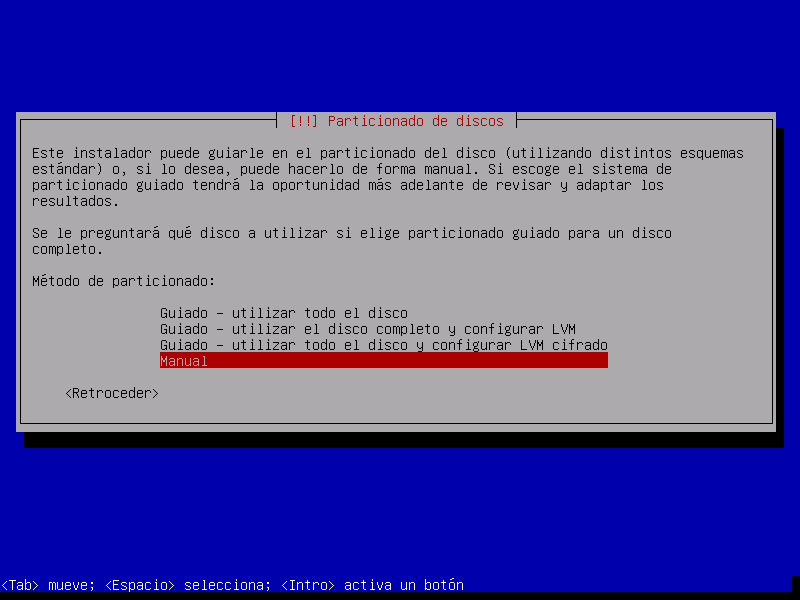 [!!] Particionado de discos
Este instalador puede guiarle en el particionado del disco (utilizando distintos esquemas
estándar) o, si lo desea, puede hacerlo de forma manual. Si escoge el sistema de
particionado guiado tendrá la oportunidad más adelante de revisar y adaptar los
resultados.
Se le preguntará qué disco a utilizar si elige particionado guiado para un disco
completo.
Método de particionado:
Guiado – utilizar todo el disco
Guiado – utilizar el disco completo y configurar LVM
Guiado – utilizar todo el disco y configurar LVM cifrado
Manual
<Retroceder>
<Tab> mueve; <Espacio> selecciona; <Intro> activa un botón